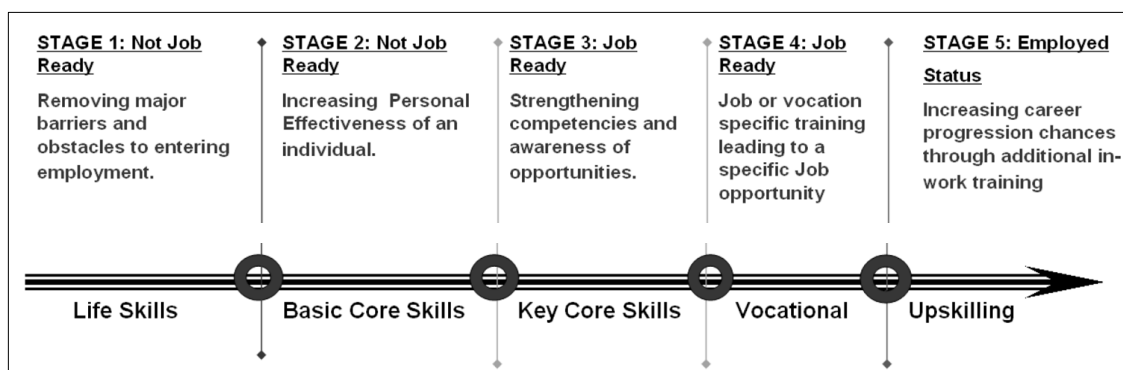 STAGE 1: Not Job
Ready
Removing major
barriers and
obstacles to entering
employment.
STAGE 2: Not Job
Ready
Increasing Personal
Effectiveness of an
individual.
STAGE 3: Job
Ready
Strengthening
competencies and
awareness of
opportunities.
STAGE 4: Job
Ready
Job or vocation
specific training
leading to a
specific Job
opportunity
STAGE 5: Employed
Status
Increasing career
progression chances
through additional in-
work training
Life Skills
Basic Core Skills
Key Core Skills
Vocational
Upskilling